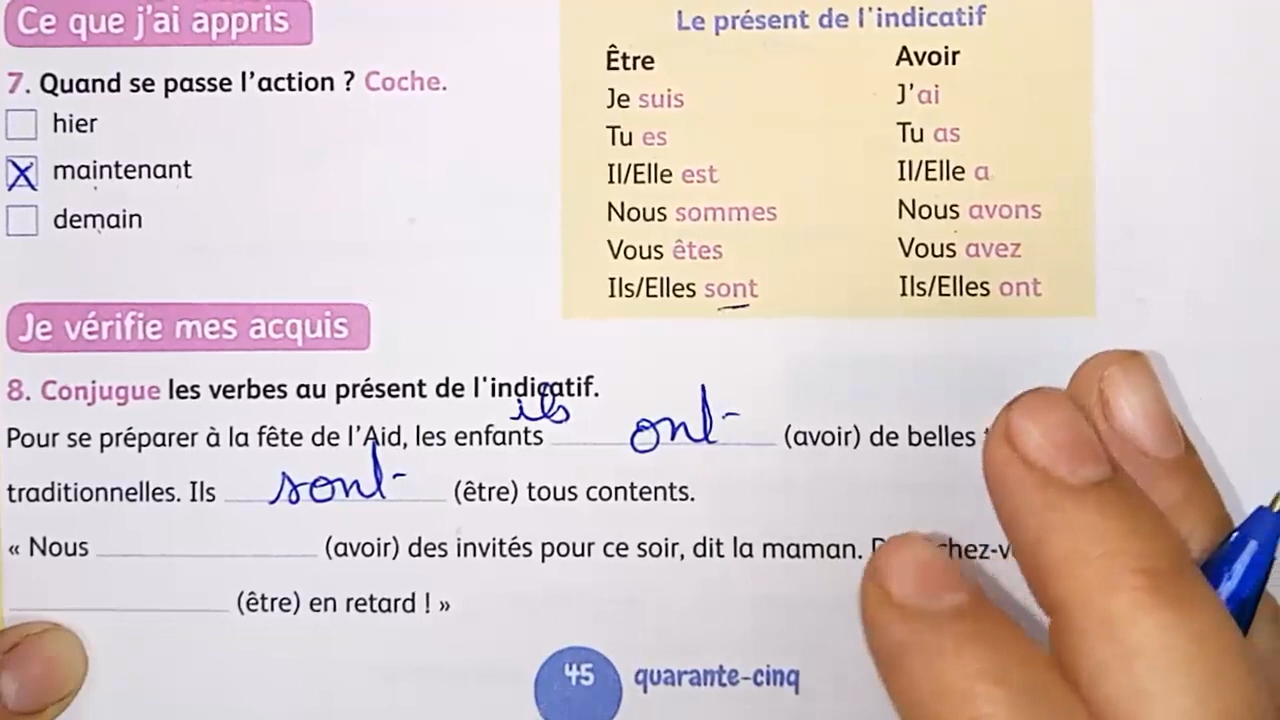 Ce que j'ai appris
7. Quand se passe l'action ? Coche.
hier
X maintenant
demain
Le présent de l'indicatif
Être Avoir
Je suis J'ai
Tu es Tu as
Il/Elle est Il/Elle a
Nous sommes Nous avons
Vous êtes Vous avez
Ils/Elles sont Ils/Elles ont
Je vérifie mes acquis
8. Conjugue les verbes au présent de l'indicatif.
ils
Pour se préparer à la fête de l'Aid, les enfants ont (avoir) de belles
traditionnelles. Ils sont (être) tous contents.
« Nous (avoir) des invités pour ce soir, dit la maman.
(être) en retard ! »
45 quarante-cinq